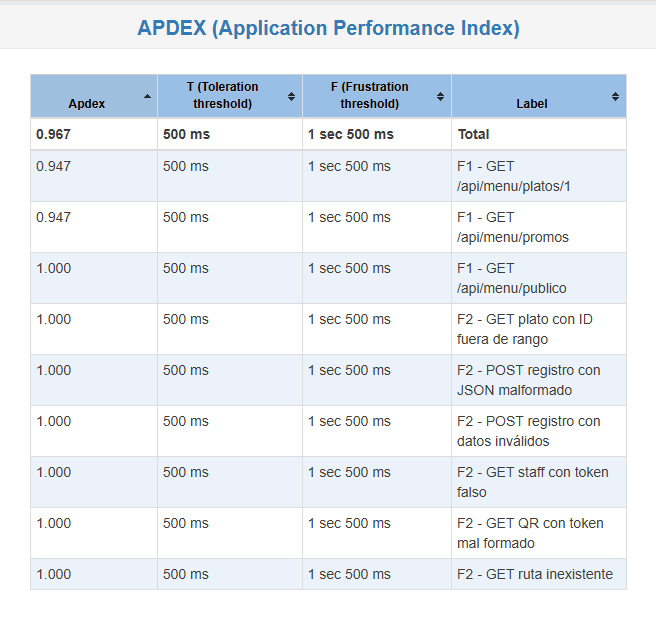 APDEX (Application Performance Index)
Apdex T (Toleration threshold) F (Frustration threshold) Label
0.967 500 ms 1 sec 500 ms Total
0.947 500 ms 1 sec 500 ms F1 - GET
/api/menu/platos/1
0.947 500 ms 1 sec 500 ms F1 - GET
/api/menu/promos
1.000 500 ms 1 sec 500 ms F1 - GET
/api/menu/publico
1.000 500 ms 1 sec 500 ms F2 - GET plato con ID
fuera de rango
1.000 500 ms 1 sec 500 ms F2 - POST registro con
JSON malformado
1.000 500 ms 1 sec 500 ms F2 - POST registro con
datos inválidos
1.000 500 ms 1 sec 500 ms F2 - GET staff con token
falso
1.000 500 ms 1 sec 500 ms F2 - GET QR con token
mal formado
1.000 500 ms 1 sec 500 ms F2 - GET ruta inexistente